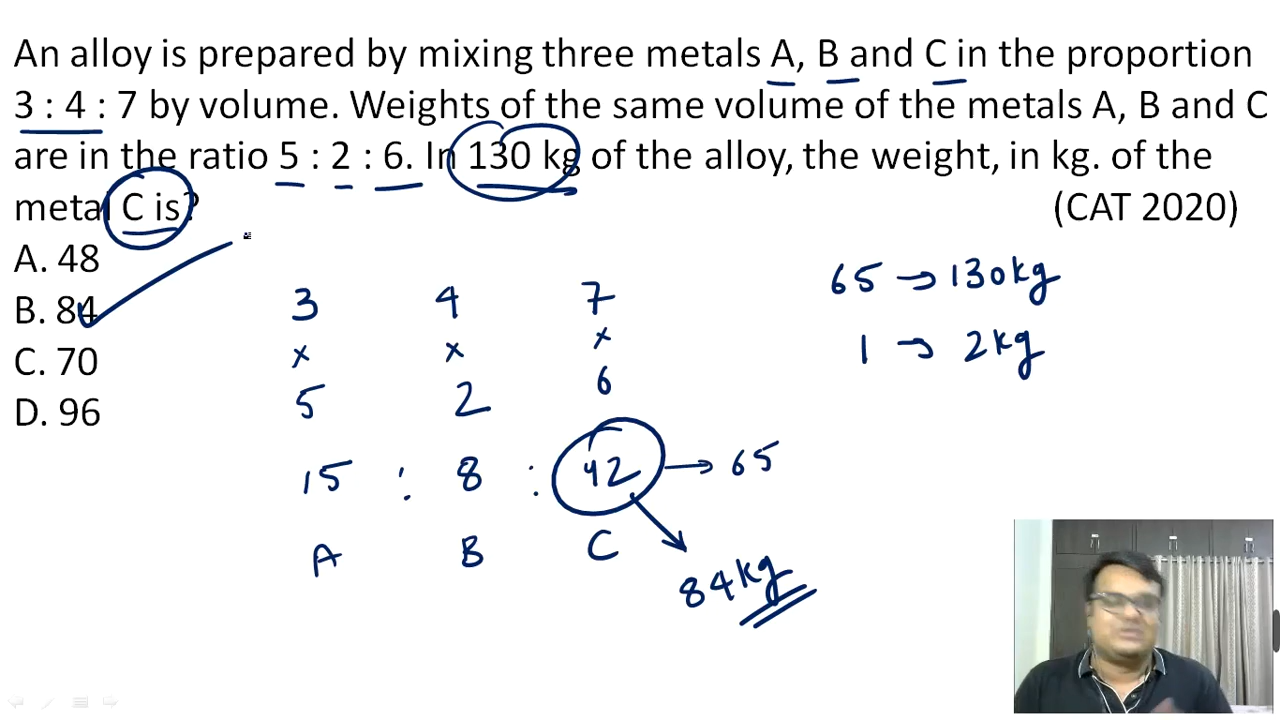 An alloy is prepared by mixing three metals A, B and C in the proportion
3 : 4 : 7 by volume. Weights of the same volume of the metals A, B and C
are in the ratio 5 : 2 : 6. In 130 kg of the alloy, the weight, in kg. of the
metal C is? (CAT 2020)
A. 48
B. 84
C. 70
D. 96
3 4 7
× × ×
5 2 6
15 : 8 : 42 → 65
A B C
84kg
65 → 130kg
1 → 2kg